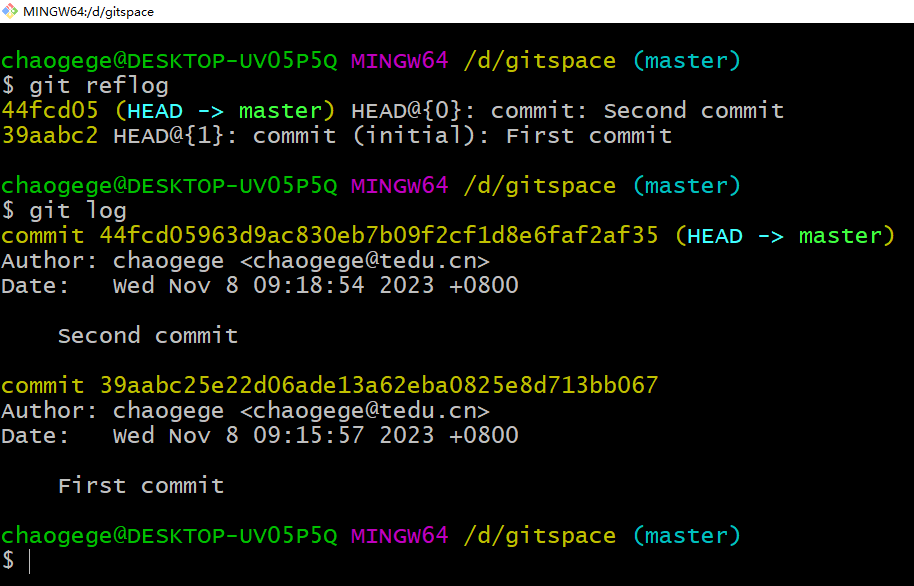 MINGW64:/d/gitspace
chaogege@DESKTOP-UV05P5Q MINGW64 /d/gitspace (master)
$ git reflog
44fcd05 (HEAD -> master) HEAD@{0}: commit: Second commit
39aabc2 HEAD@{1}: commit (initial): First commit
chaogege@DESKTOP-UV05P5Q MINGW64 /d/gitspace (master)
$ git log
commit 44fcd05963d9ac830eb7b09f2cf1d8e6faf2af35 (HEAD -> master)
Author: chaogege <chaogege@tedu.cn>
Date:   Wed Nov 8 09:18:54 2023 +0800
    Second commit
commit 39aabc25e22d06ade13a62eba0825e8d713bb067
Author: chaogege <chaogege@tedu.cn>
Date:   Wed Nov 8 09:15:57 2023 +0800
    First commit
chaogege@DESKTOP-UV05P5Q MINGW64 /d/gitspace (master)
$